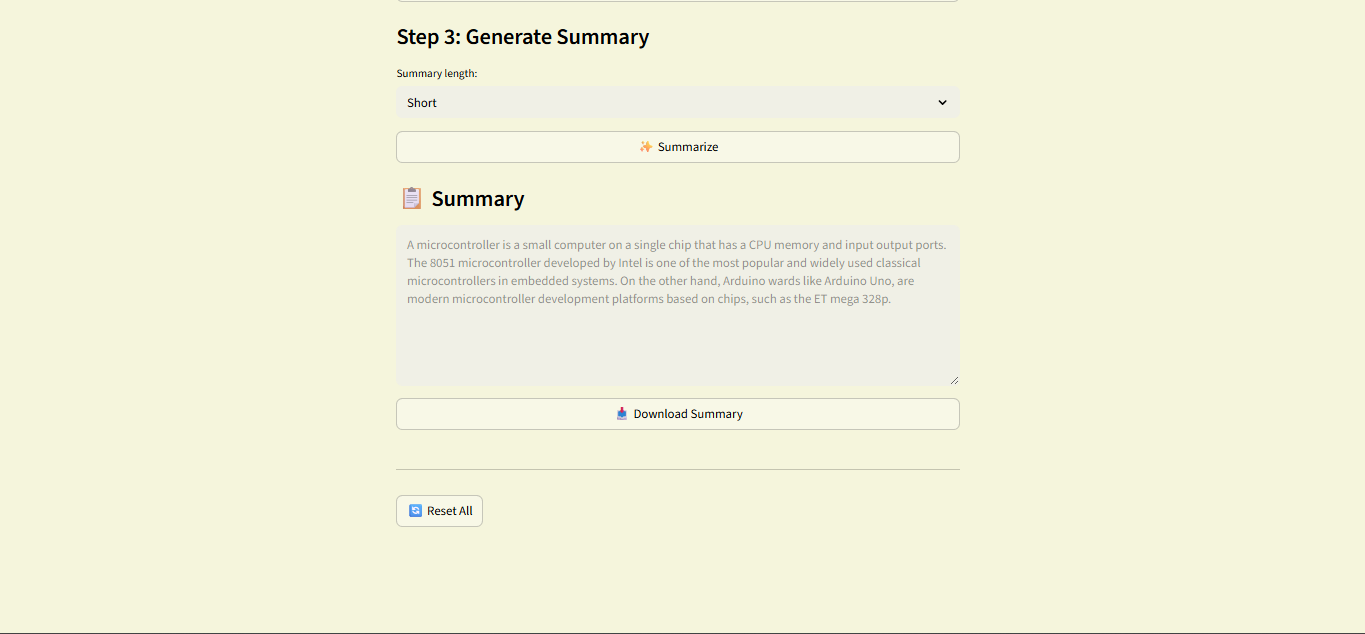 Step 3: Generate Summary
Summary length:
Short
✨ Summarize
📋 Summary
A microcontroller is a small computer on a single chip that has a CPU memory and input output ports.
The 8051 microcontroller developed by Intel is one of the most popular and widely used classical
microcontrollers in embedded systems. On the other hand, Arduino wards like Arduino Uno, are
modern microcontroller development platforms based on chips, such as the ET mega 328p.
📥 Download Summary
🔄 Reset All